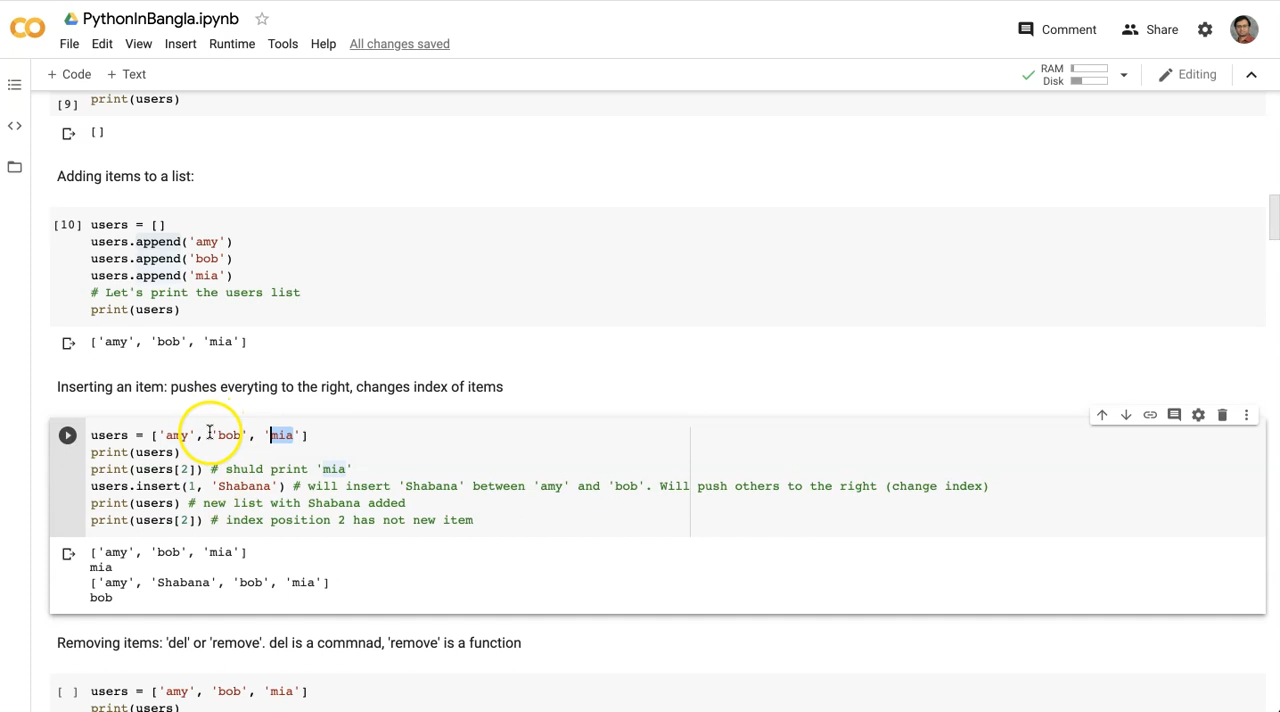 CO
PythonInBangla.ipynb
File Edit View Insert Runtime Tools Help All changes saved
Comment Share
+ Code + Text
RAM
Disk
Editing
[9] print(users)
[]
Adding items to a list:
[10] users = []
users.append('amy')
users.append('bob')
users.append('mia')
# Let's print the users list
print(users)
['amy', 'bob', 'mia']
Inserting an item: pushes everyting to the right, changes index of items
users = ['amy', 'bob', 'mia']
print(users)
print(users[2]) # shuld print 'mia'
users.insert(1, 'Shabana') # will insert 'Shabana' between 'amy' and 'bob'. Will push others to the right (change index)
print(users) # new list with Shabana added
print(users[2]) # index position 2 has not new item
['amy', 'bob', 'mia']
mia
['amy', 'Shabana', 'bob', 'mia']
bob
Removing items: 'del' or 'remove'. del is a commnad, 'remove' is a function
[ ] users = ['amy', 'bob', 'mia']
print(users)